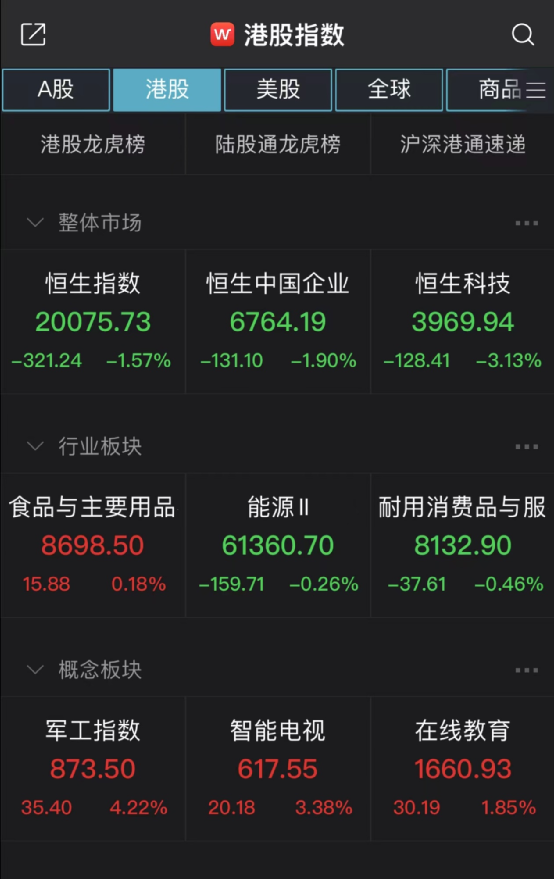 W 港股指数
A股 港股 美股 全球 商品
港股龙虎榜 陆股通龙虎榜 沪深港通速递
整体市场
恒生指数 恒生中国企业 恒生科技
20075.73 6764.19 3969.94
-321.24 -1.57% -131.10 -1.90% -128.41 -3.13%
行业板块
食品与主要用品 能源Ⅱ 耐用消费品与服
8698.50 61360.70 8132.90
15.88 0.18% -159.71 -0.26% -37.61 -0.46%
概念板块
军工指数 智能电视 在线教育
873.50 617.55 1660.93
35.40 4.22% 20.18 3.38% 30.19 1.85%